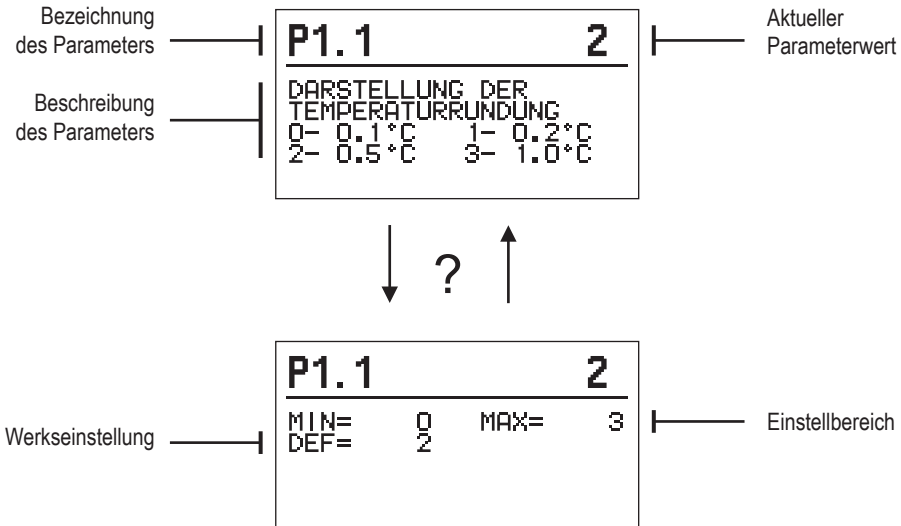 Bezeichnung
des Parameters
P1.1 2
Aktueller
Parameterwert
Beschreibung
des Parameters
DARSTELLUNG DER
TEMPERATURRUNDUNG
0- 0.1°C 1- 0.2°C
2- 0.5°C 3- 1.0°C
?
P1.1 2
Werkseinstellung
MIN= 0 MAX= 3
DEF= 2
Einstellbereich